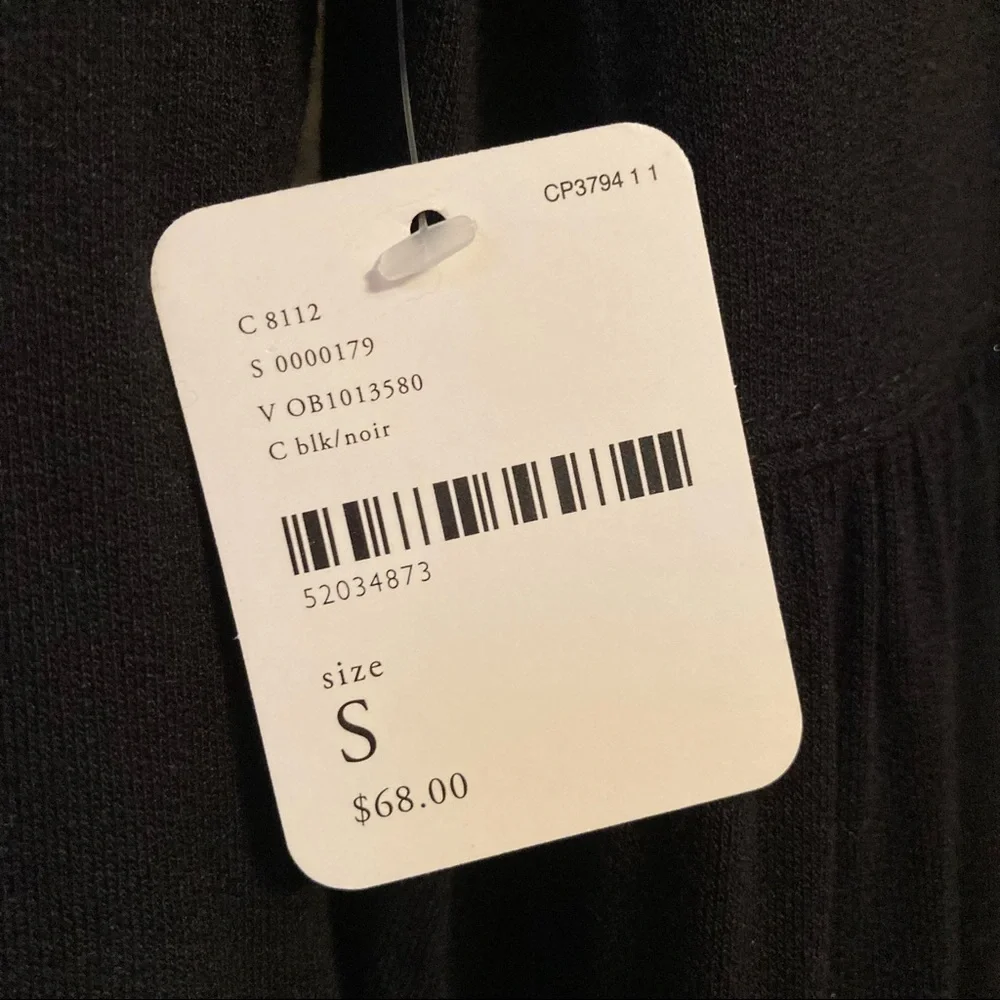 CP3794 1 1
C 8112
S 0000179
V OB1013580
C blk/noir
52034873
size
S
$68.00